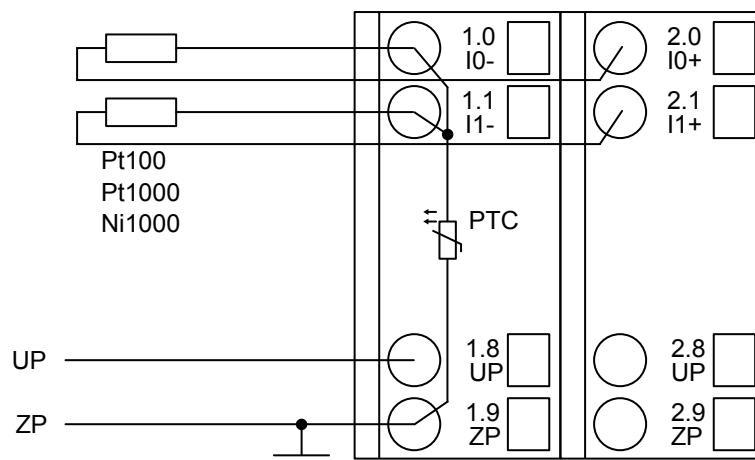 1.0
I0-
2.0
I0+
1.1
I1-
2.1
I1+
Pt100
Pt1000
Ni1000
PTC
UP
1.8
UP
2.8
UP
ZP
1.9
ZP
2.9
ZP